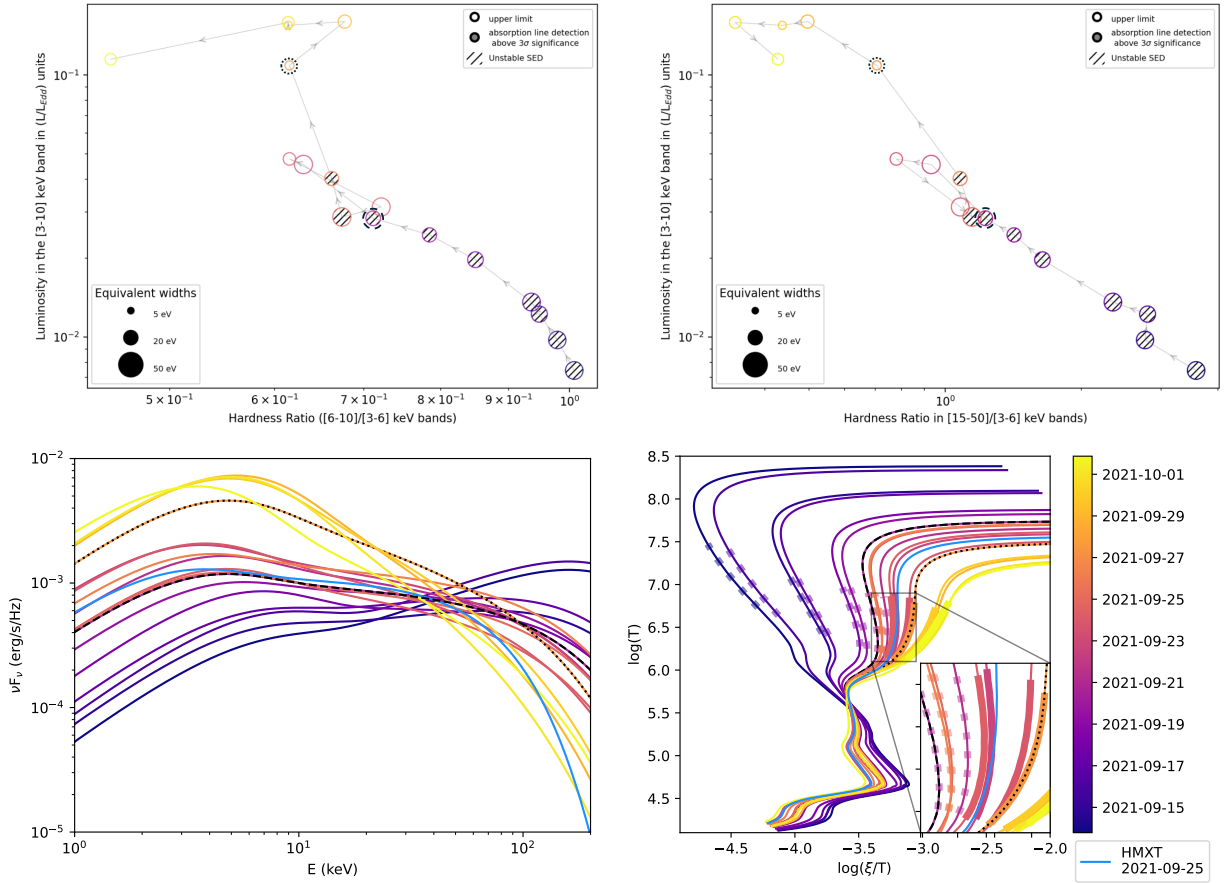 upper limit
absorption line detection
above 3σ significance
Unstable SED
Equivalent widths
5 eV
20 eV
50 eV
Luminosity in the [3-10] keV band in (L/L_Edd) units
10⁻¹
10⁻²
5 × 10⁻¹ 6 × 10⁻¹ 7 × 10⁻¹ 8 × 10⁻¹ 9 × 10⁻¹ 10⁰
Hardness Ratio ([6-10]/[3-6] keV bands)
upper limit
absorption line detection
above 3σ significance
Unstable SED
Equivalent widths
5 eV
20 eV
50 eV
Luminosity in the [3-10] keV band in (L/L_Edd) units
10⁻¹
10⁻²
10⁰
Hardness Ratio in [15-50]/[3-6] keV bands
νF_ν (erg/s/Hz)
10⁻²
10⁻³
10⁻⁴
10⁻⁵
10⁰ 10¹ 10²
E (keV)
log(T)
8.5
8.0
7.5
7.0
6.5
6.0
5.5
5.0
4.5
−4.5 −4.0 −3.5 −3.0 −2.5 −2.0
log(ξ/T)
2021-10-01
2021-09-29
2021-09-27
2021-09-25
2021-09-23
2021-09-21
2021-09-19
2021-09-17
2021-09-15
HMXT
2021-09-25